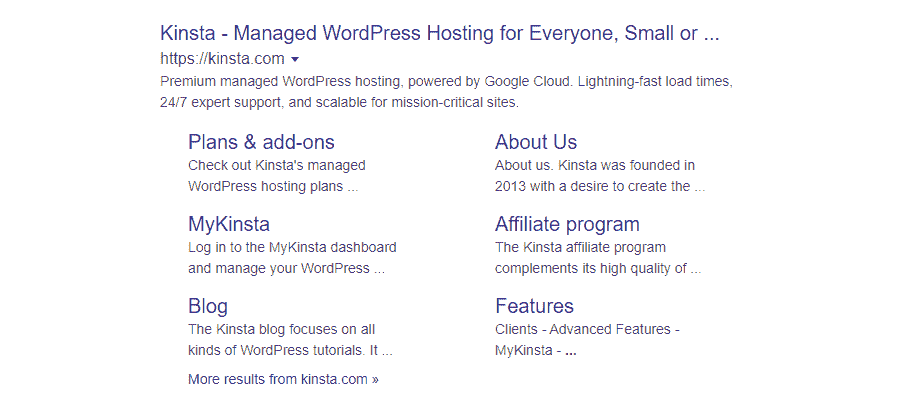 Kinsta - Managed WordPress Hosting for Everyone, Small or ...
https://kinsta.com
Premium managed WordPress hosting, powered by Google Cloud. Lightning-fast load times,
24/7 expert support, and scalable for mission-critical sites.
Plans & add-ons
Check out Kinsta's managed
WordPress hosting plans ...
About Us
About us. Kinsta was founded in
2013 with a desire to create the ...
MyKinsta
Log in to the MyKinsta dashboard
and manage your WordPress ...
Affiliate program
The Kinsta affiliate program
complements its high quality of ...
Blog
The Kinsta blog focuses on all
kinds of WordPress tutorials. It ...
Features
Clients - Advanced Features -
MyKinsta - ...
More results from kinsta.com »